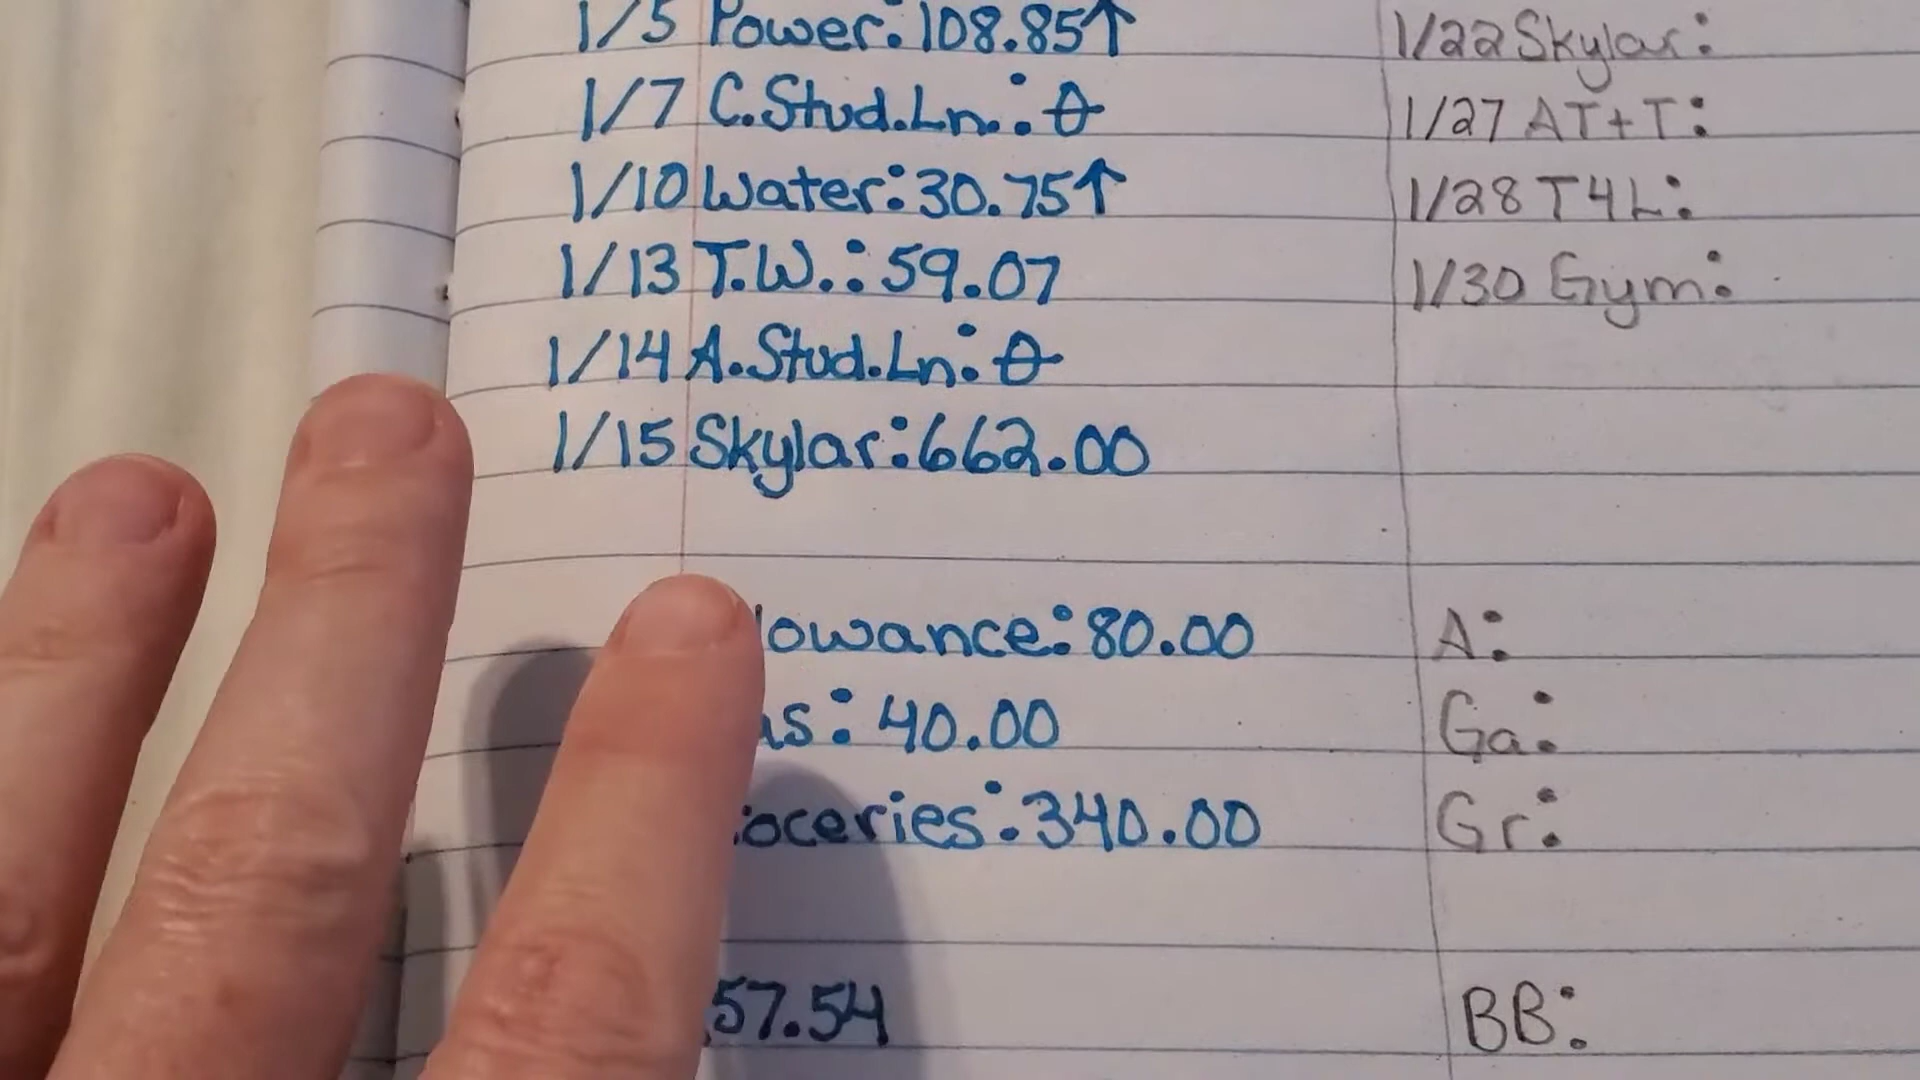 1/5 Power: 108.85↑
1/7 C.Stud.Ln.: θ
1/10 Water: 30.75↑
1/13 T.W.: 59.07
1/14 A.Stud.Ln: θ
1/15 Skylar: 662.00
lowance: 80.00
as: 40.00
oceries: 340.00
57.54
1/22 Skylar:
1/27 AT+T:
1/28 T4L:
1/30 Gym:
A:
Ga:
Gr:
BB: